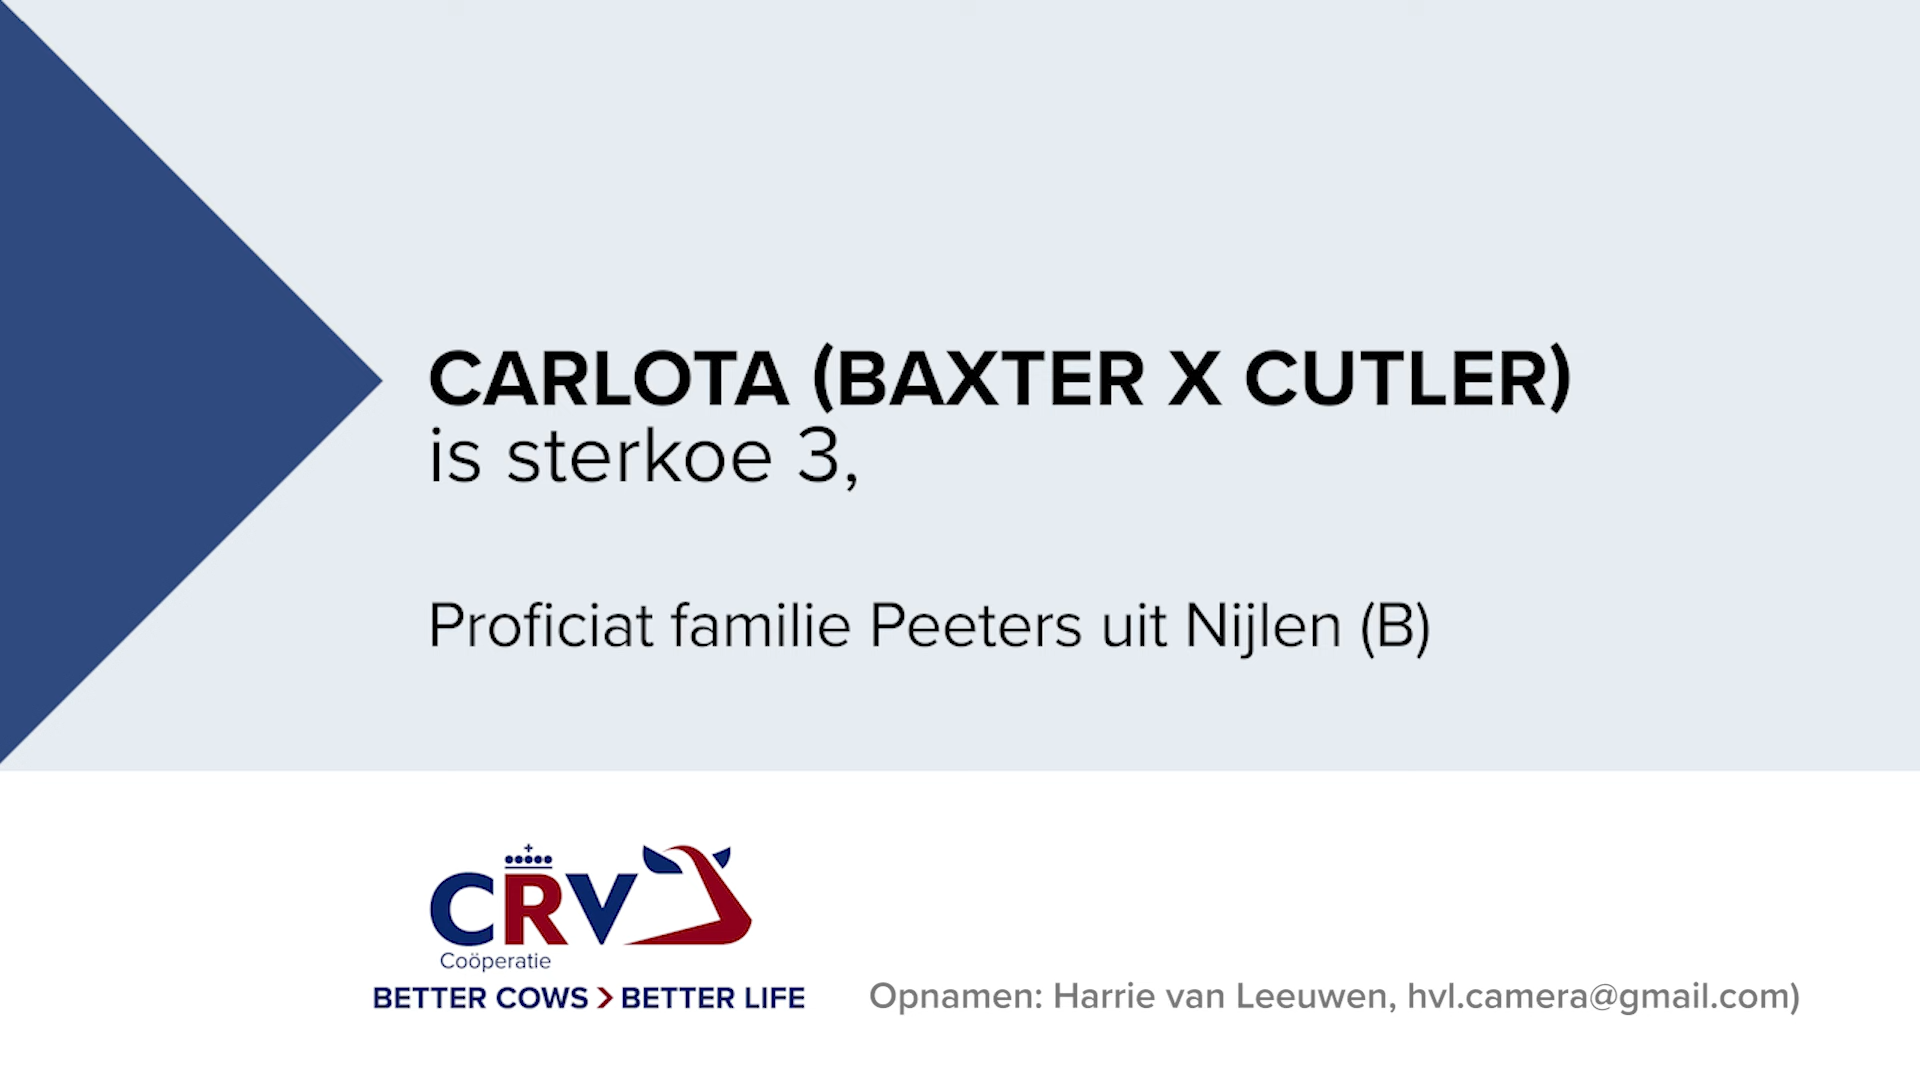 CARLOTA (BAXTER X CUTLER)
is sterkoe 3,
Proficiat familie Peeters uit Nijlen (B)
CRV
Coöperatie
BETTER COWS > BETTER LIFE
Opnamen: Harrie van Leeuwen, hvl.camera@gmail.com)